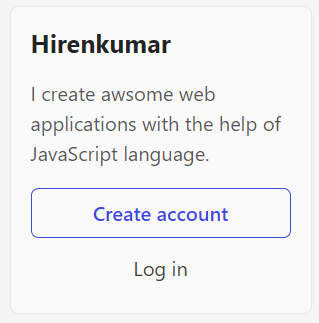 Hirenkumar
I create awsome web
applications with the help of
JavaScript language.
Create account
Log in